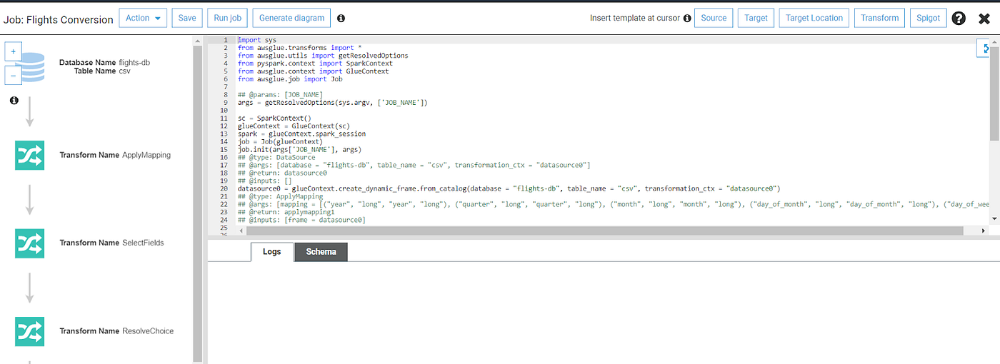 Job: Flights Conversion Action Save Run job Generate diagram Insert template at cursor Source Target Target Location Transform Spigot ?
+
−
Database Name flights-db
Table Name csv
Transform Name ApplyMapping
Transform Name SelectFields
Transform Name ResolveChoice
1 import sys
2 from awsglue.transforms import *
3 from awsglue.utils import getResolvedOptions
4 from pyspark.context import SparkContext
5 from awsglue.context import GlueContext
6 from awsglue.job import Job
7
8 ## @params: [JOB_NAME]
9 args = getResolvedOptions(sys.argv, ['JOB_NAME'])
10
11 sc = SparkContext()
12 glueContext = GlueContext(sc)
13 spark = glueContext.spark_session
14 job = Job(glueContext)
15 job.init(args['JOB_NAME'], args)
16 ## @type: DataSource
17 ## @args: [database = "flights-db", table_name = "csv", transformation_ctx = "datasource0"]
18 ## @return: datasource0
19 ## @inputs: []
20 datasource0 = glueContext.create_dynamic_frame.from_catalog(database = "flights-db", table_name = "csv", transformation_ctx = "datasource0")
21 ## @type: ApplyMapping
22 ## @args: [mapping = [("year", "long", "year", "long"), ("quarter", "long", "quarter", "long"), ("month", "long", "month", "long"), ("day_of_month", "long", "day_of_month", "long"), ("day_of_wee
23 ## @return: applymapping1
24 ## @inputs: [frame = datasource0]
25
26
Logs Schema